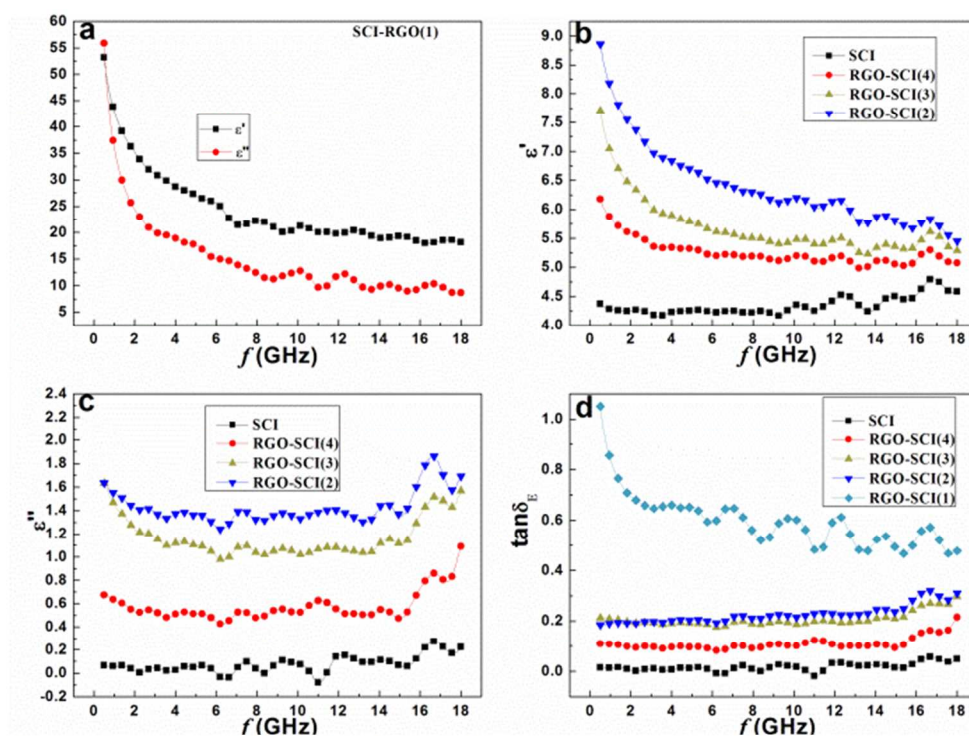 a
SCI-RGO(1)
ε'
ε''
60
55
50
45
40
35
30
25
20
15
10
5
0 2 4 6 8 10 12 14 16 18
f (GHz)
b
SCI
RGO-SCI(4)
RGO-SCI(3)
RGO-SCI(2)
ε'
9.0
8.5
8.0
7.5
7.0
6.5
6.0
5.5
5.0
4.5
4.0
0 2 4 6 8 10 12 14 16 18
f (GHz)
c
SCI
RGO-SCI(4)
RGO-SCI(3)
RGO-SCI(2)
ε''
2.4
2.2
2.0
1.8
1.6
1.4
1.2
1.0
0.8
0.6
0.4
0.2
0.0
-0.2
0 2 4 6 8 10 12 14 16 18
f (GHz)
d
SCI
RGO-SCI(4)
RGO-SCI(3)
RGO-SCI(2)
RGO-SCI(1)
tanδE
1.0
0.8
0.6
0.4
0.2
0.0
0 2 4 6 8 10 12 14 16 18
f (GHz)